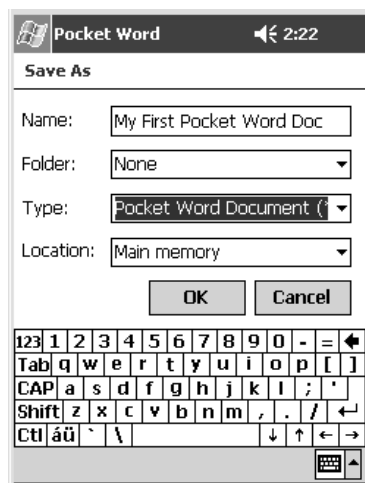 Pocket Word 2:22
Save As
Name: My First Pocket Word Doc
Folder: None
Type: Pocket Word Document (*
Location: Main memory
OK Cancel
123 1 2 3 4 5 6 7 8 9 0 - =
Tab q w e r t y u i o p [ ]
CAP a s d f g h j k l ; '
Shift z x c v b n m , . /
Ctl áü ` \